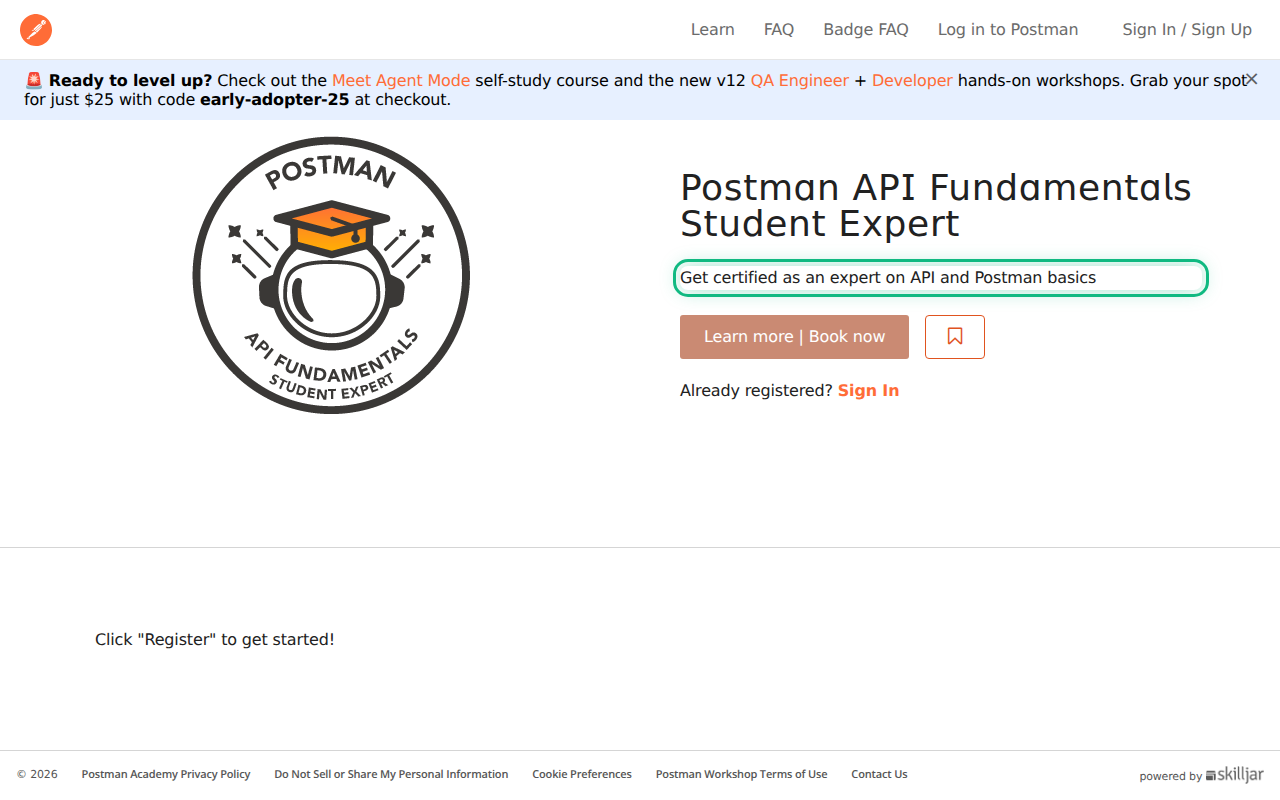 Learn FAQ Badge FAQ Log in to Postman Sign In / Sign Up
🚨 Ready to level up? Check out the Meet Agent Mode self-study course and the new v12 QA Engineer + Developer hands-on workshops. Grab your spot
for just $25 with code early-adopter-25 at checkout.
POSTMAN
API FUNDAMENTALS
STUDENT EXPERT
Postman API Fundamentals
Student Expert
Get certified as an expert on API and Postman basics
Learn more | Book now
Already registered? Sign In
Click "Register" to get started!
© 2026 Postman Academy Privacy Policy Do Not Sell or Share My Personal Information Cookie Preferences Postman Workshop Terms of Use Contact Us powered by skilljar